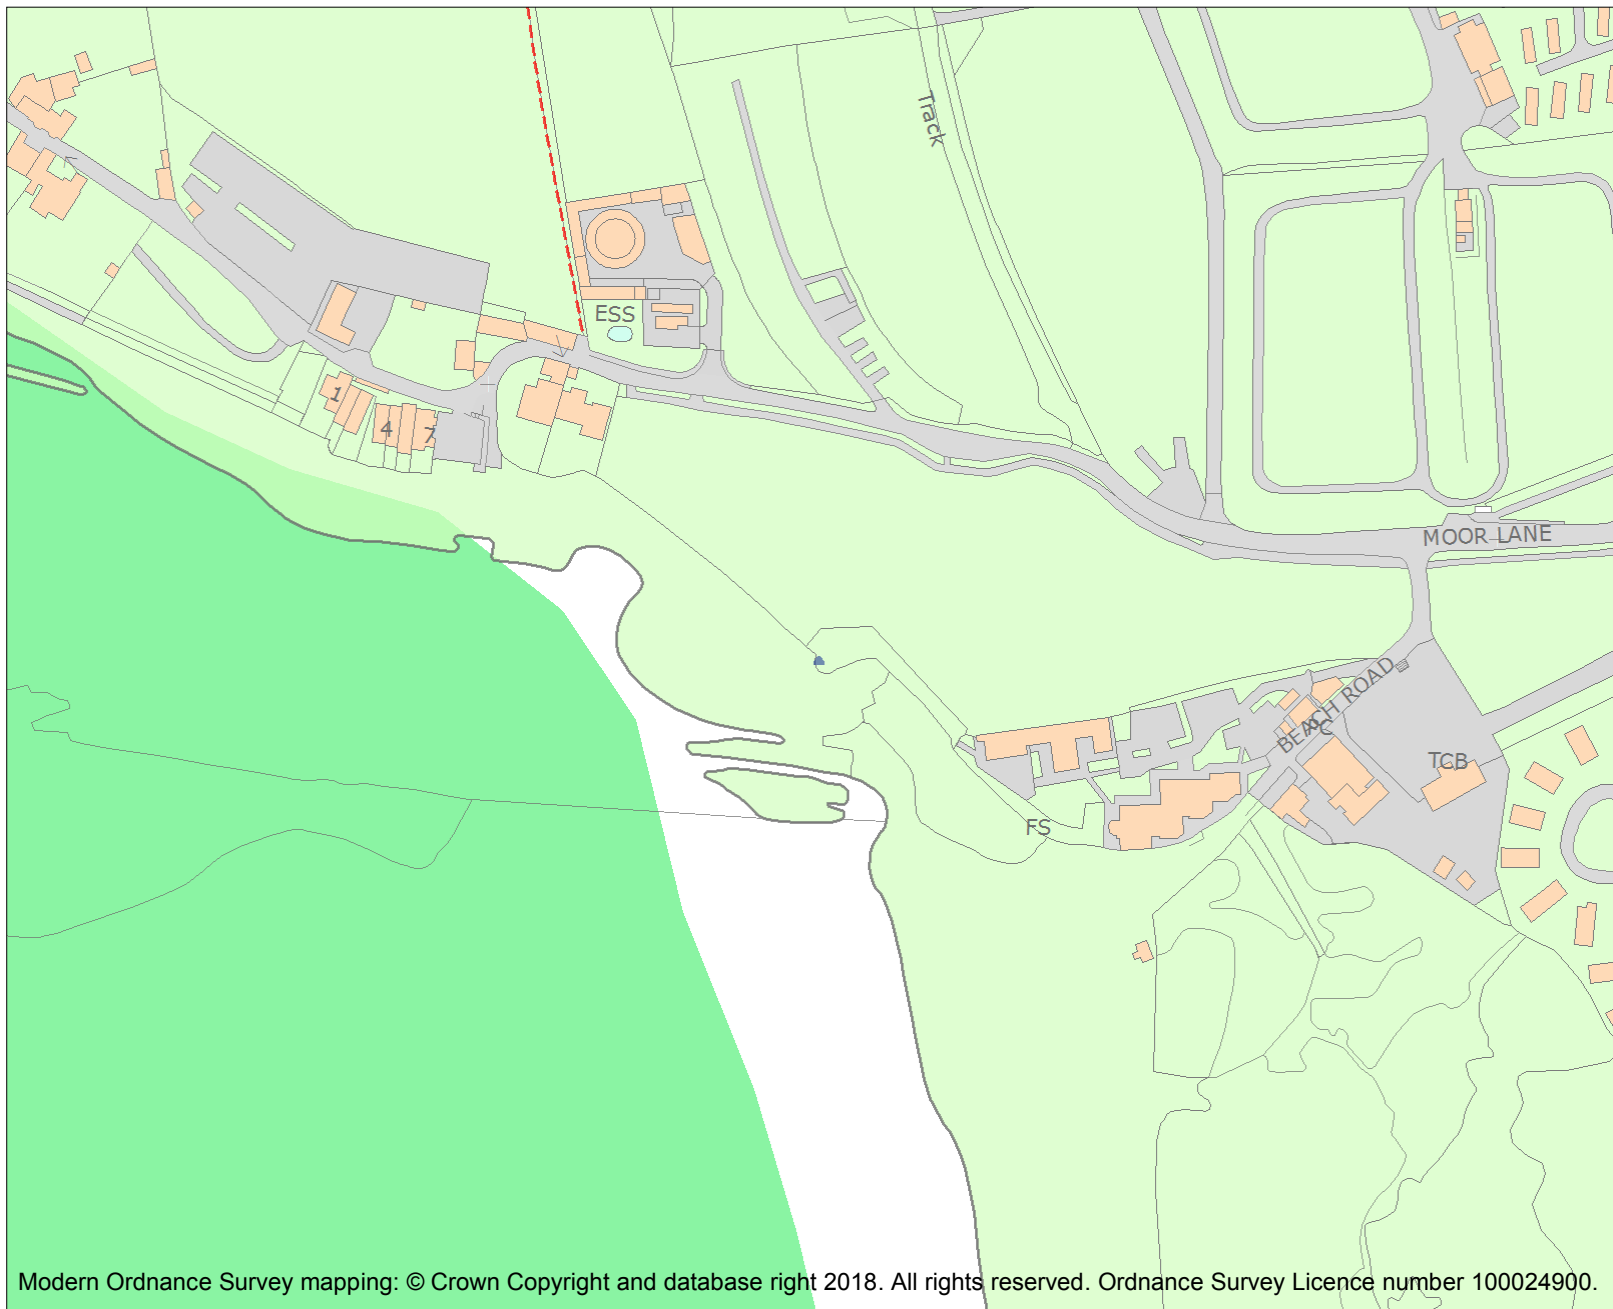 Track
ESS
1
4
7
MOOR LANE
BEACH ROAD
PC
TCB
FS
Modern Ordnance Survey mapping: © Crown Copyright and database right 2018. All rights reserved. Ordnance Survey Licence number 100024900.